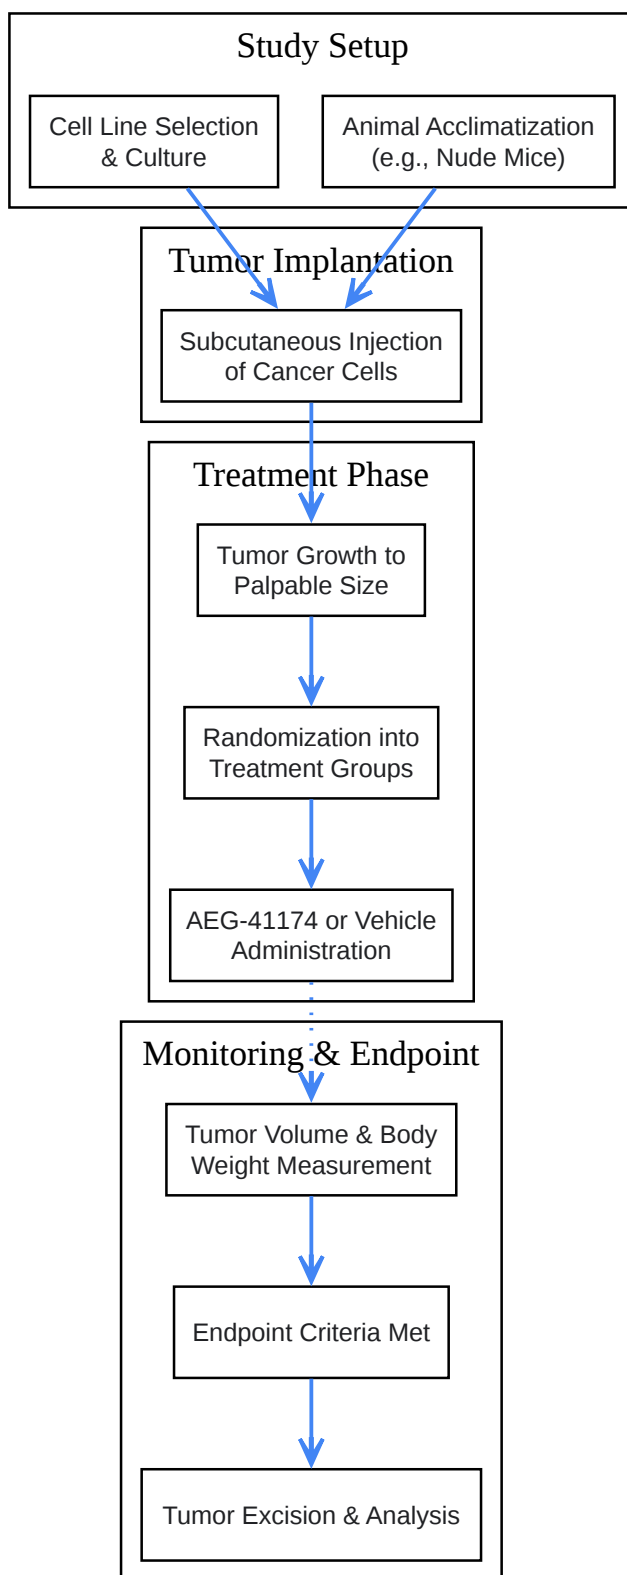 Study Setup
Cell Line Selection
& Culture
Animal Acclimatization
(e.g., Nude Mice)
Tumor Implantation
Subcutaneous Injection
of Cancer Cells
Treatment Phase
Tumor Growth to
Palpable Size
Randomization into
Treatment Groups
AEG-41174 or Vehicle
Administration
Monitoring & Endpoint
Tumor Volume & Body
Weight Measurement
Endpoint Criteria Met
Tumor Excision & Analysis